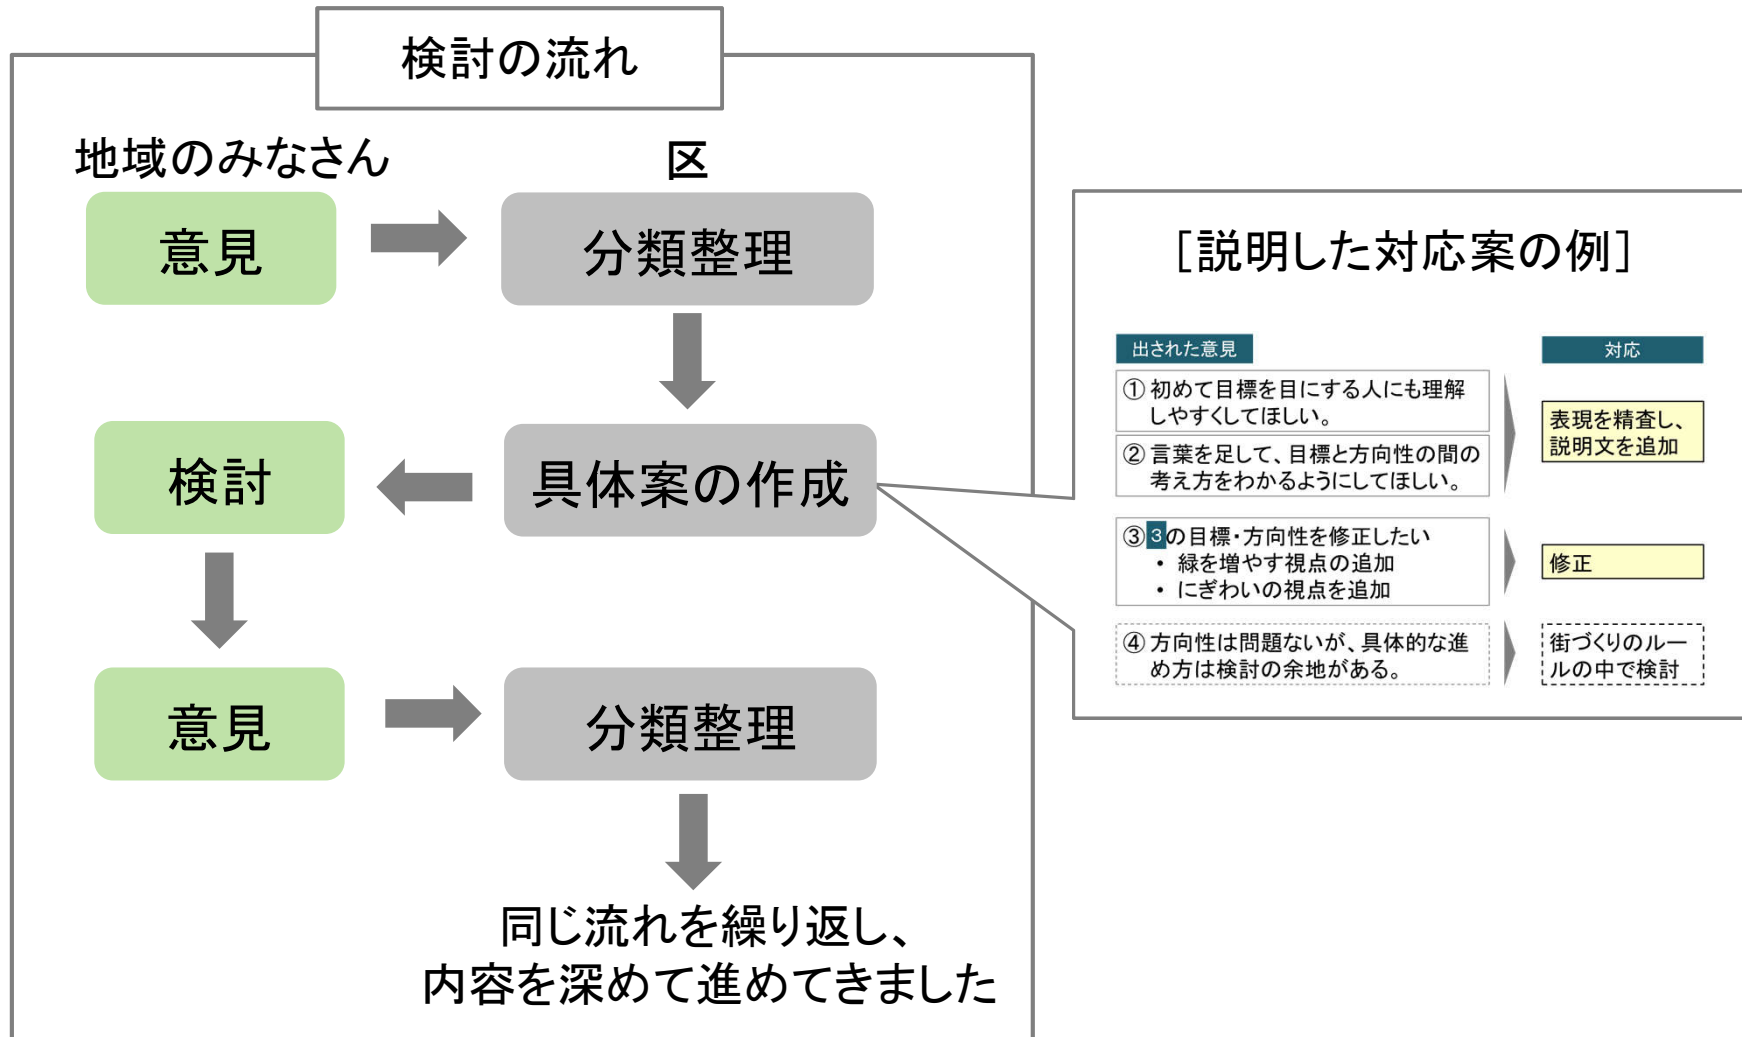 検討の流れ
地域のみなさん
区
意見
分類整理
具体案の作成
検討
意見
分類整理
同じ流れを繰り返し、
内容を深めて進めてきました
［説明した対応案の例］
出された意見
対応
① 初めて目標を目にする人にも理解
しやすくしてほしい。
② 言葉を足して、目標と方向性の間の
考え方をわかるようにしてほしい。
表現を精査し、
説明文を追加
③ 3 の目標・方向性を修正したい
・ 緑を増やす視点の追加
・ にぎわいの視点を追加
修正
④ 方向性は問題ないが、具体的な進
め方は検討の余地がある。
街づくりのルー
ルの中で検討